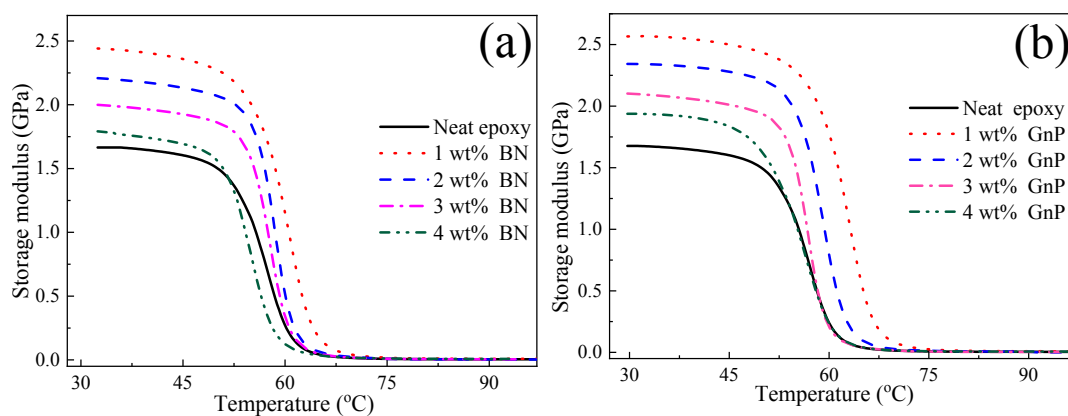 (a)
2.5
2.0
1.5
1.0
0.5
0.0
Storage modulus (GPa)
Neat epoxy
1 wt% BN
2 wt% BN
3 wt% BN
4 wt% BN
30 45 60 75 90
Temperature (ºC)
(b)
2.5
2.0
1.5
1.0
0.5
0.0
Storage modulus (GPa)
Neat epoxy
1 wt% GnP
2 wt% GnP
3 wt% GnP
4 wt% GnP
30 45 60 75 90
Temperature (ºC)